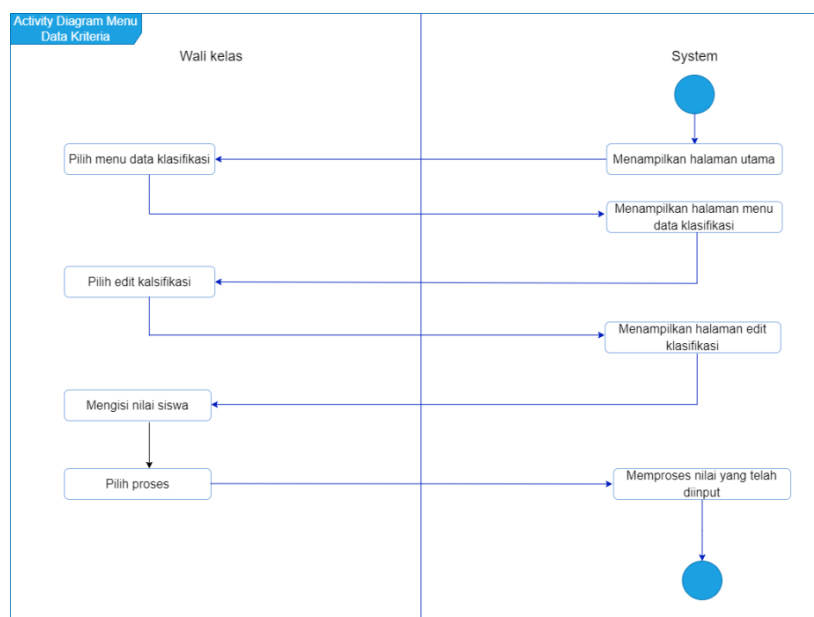 Activity Diagram Menu
Data Kriteria
Wali kelas
System
Pilih menu data klasifikasi
Menampilkan halaman utama
Menampilkan halaman menu
data klasifikasi
Pilih edit kalsifikasi
Menampilkan halaman edit
klasifikasi
Mengisi nilai siswa
Pilih proses
Memproses nilai yang telah
diinput